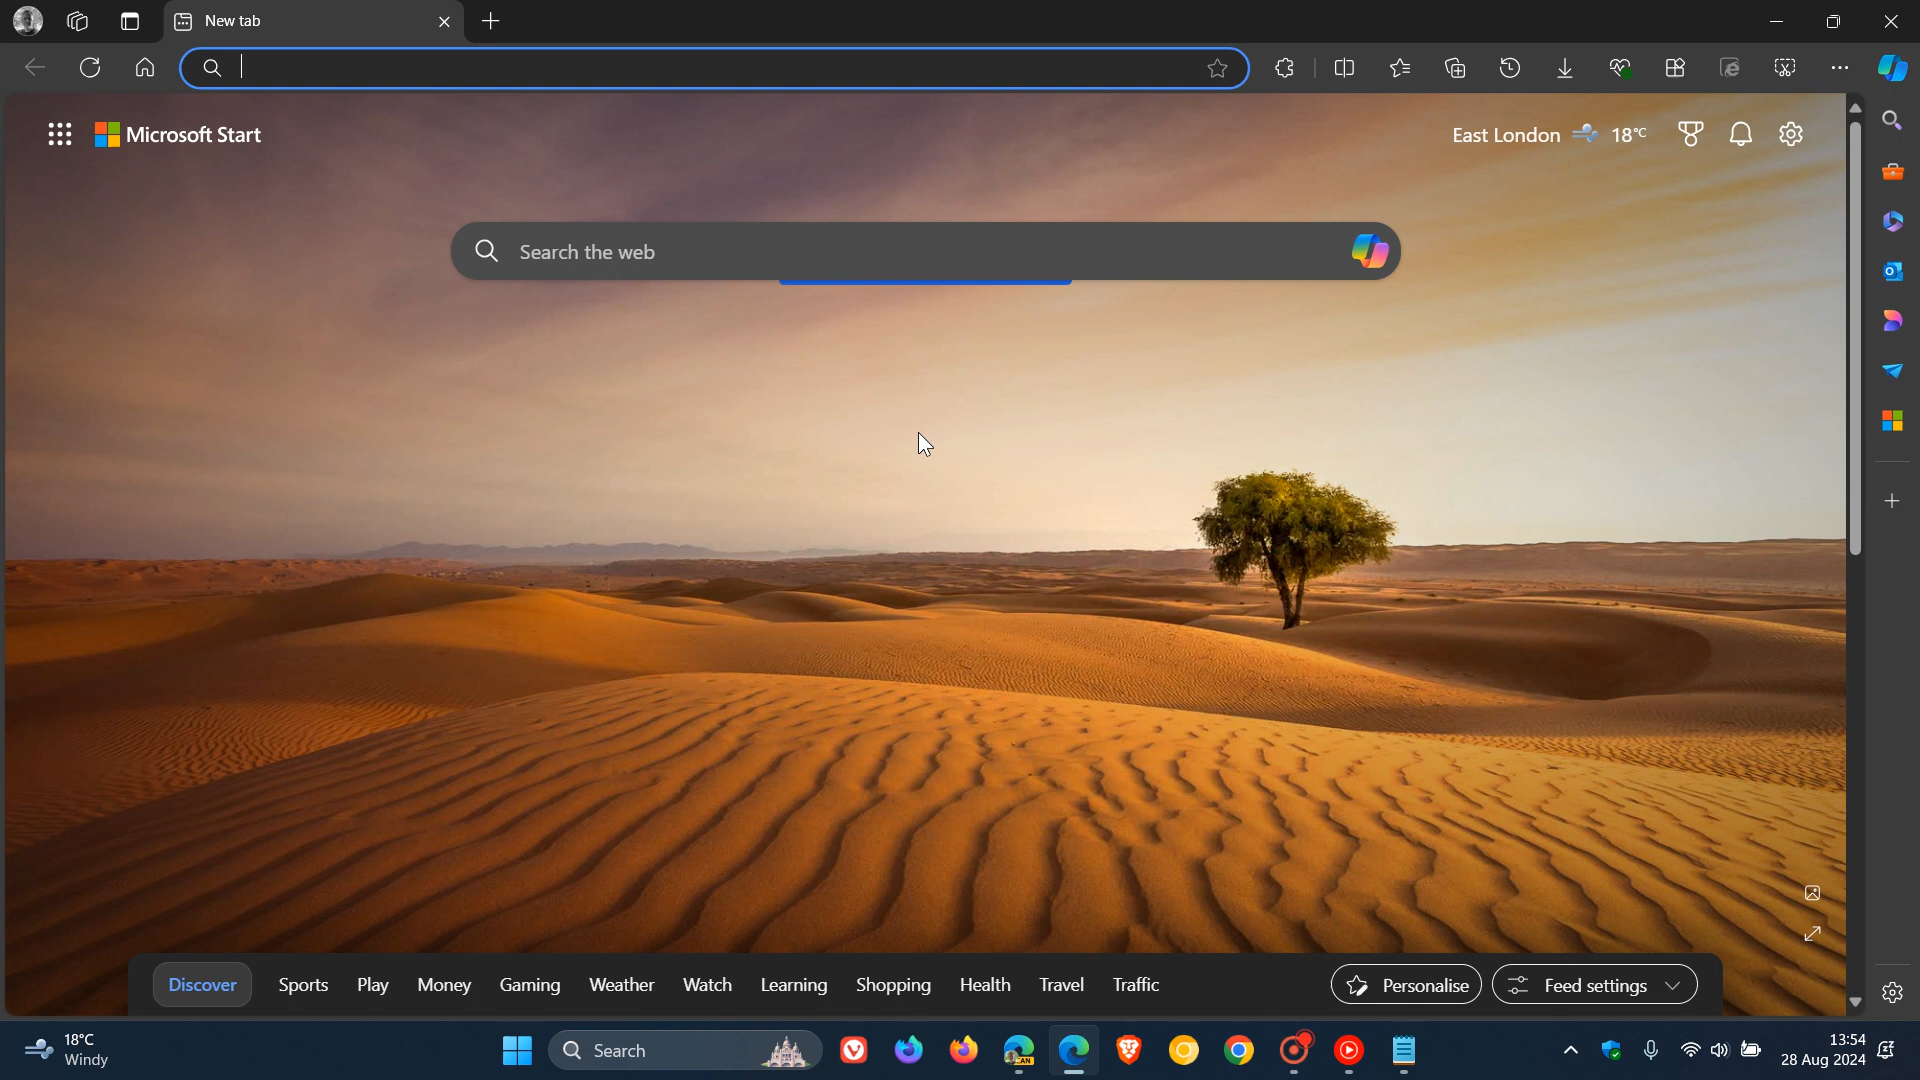 New tab
Microsoft Start
East London 18°C
Search the web
Discover Sports Play Money Gaming Weather Watch Learning Shopping Health Travel Traffic Personalise Feed settings
18°C
Windy
Search
CAN
13:54
28 Aug 2024